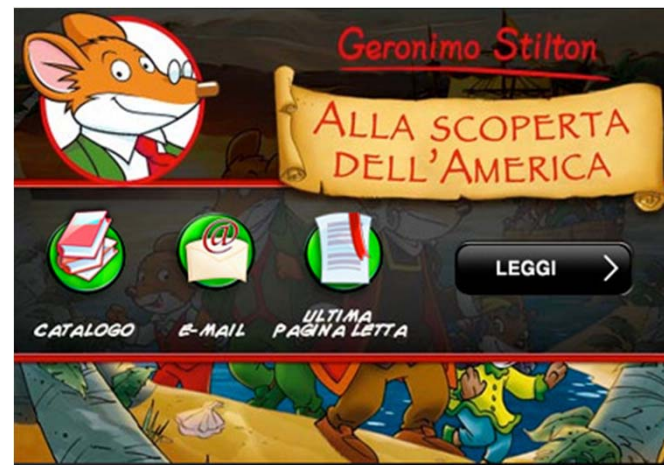 Geronimo Stilton
ALLA SCOPERTA
DELL'AMERICA
@
LEGGI
CATALOGO
E-MAIL
ULTIMA
PAGINA LETTA